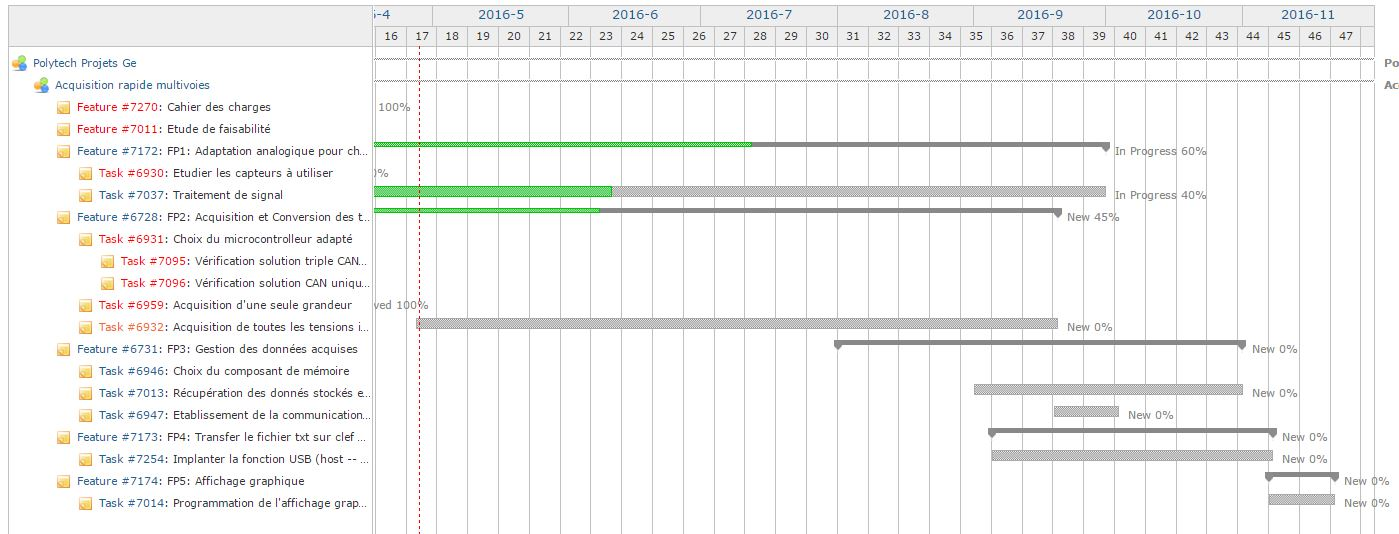 -4 2016-5 2016-6 2016-7 2016-8 2016-9 2016-10 2016-11
16 17 18 19 20 21 22 23 24 25 26 27 28 29 30 31 32 33 34 35 36 37 38 39 40 41 42 43 44 45 46 47
Polytech Projets Ge Po
Acquisition rapide multivoies Ac
Feature #7270: Cahier des charges 100%
Feature #7011: Etude de faisabilité
Feature #7172: FP1: Adaptation analogique pour ch... In Progress 60%
Task #6930: Etudier les capteurs à utiliser 0%
Task #7037: Traitement de signal In Progress 40%
Feature #6728: FP2: Acquisition et Conversion des t... New 45%
Task #6931: Choix du microcontrolleur adapté
Task #7095: Vérification solution triple CAN...
Task #7096: Vérification solution CAN uniqu...
Task #6959: Acquisition d'une seule grandeur ved 100%
Task #6932: Acquisition de toutes les tensions i... New 0%
Feature #6731: FP3: Gestion des données acquises New 0%
Task #6946: Choix du composant de mémoire
Task #7013: Récupération des donnés stockés e... New 0%
Task #6947: Etablissement de la communication... New 0%
Feature #7173: FP4: Transfer le fichier txt sur clef ... New 0%
Task #7254: Implanter la fonction USB (host -- ... New 0%
Feature #7174: FP5: Affichage graphique New 0%
Task #7014: Programmation de l'affichage grap... New 0%